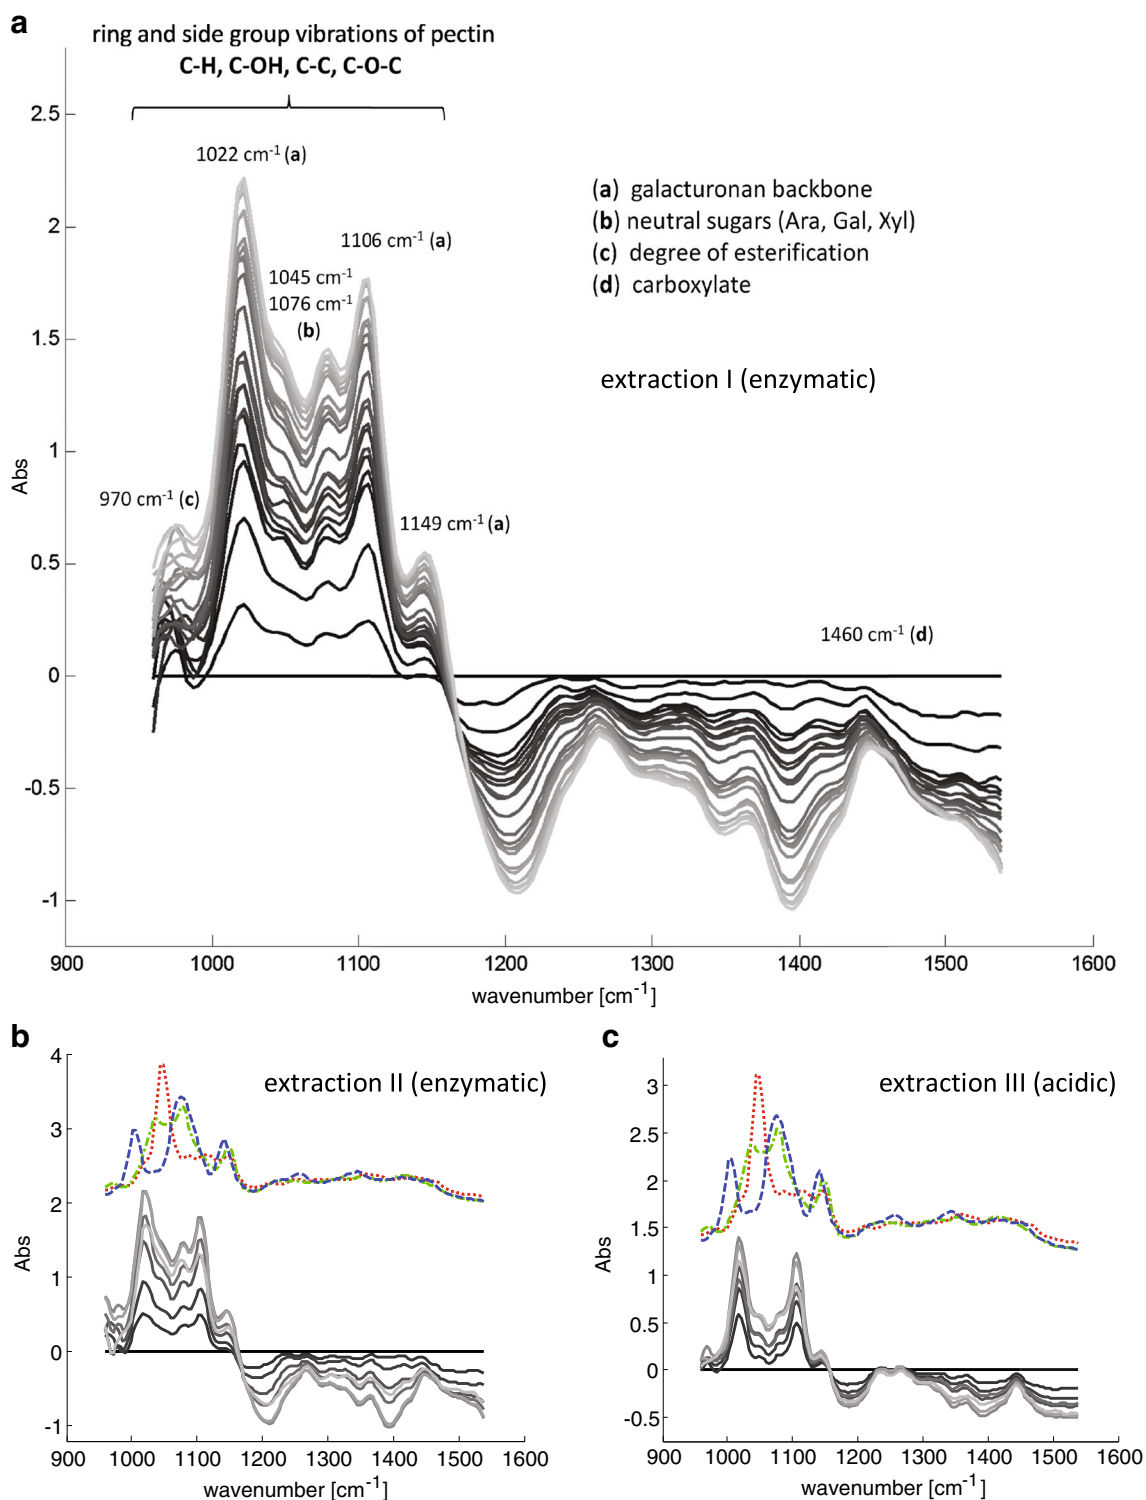 a
ring and side group vibrations of pectin
C-H, C-OH, C-C, C-O-C
2.5
1022 cm-1 (a)
(a) galacturonan backbone
2
(b) neutral sugars (Ara, Gal, Xyl)
1106 cm-1 (a)
(c) degree of esterification
1045 cm-1
(d) carboxylate
1076 cm-1
(b)
1.5
extraction I (enzymatic)
1
Abs
970 cm-1 (c)
1149 cm-1 (a)
0.5
1460 cm-1 (d)
0
-0.5
-1
900 1000 1100 1200 1300 1400 1500 1600
wavenumber [cm-1]
b
extraction II (enzymatic)
4
3
2
1
0
-1
Abs
900 1000 1100 1200 1300 1400 1500 1600
wavenumber [cm-1]
c
extraction III (acidic)
3
2.5
2
1.5
1
0.5
0
-0.5
Abs
900 1000 1100 1200 1300 1400 1500 1600
wavenumber [cm-1]